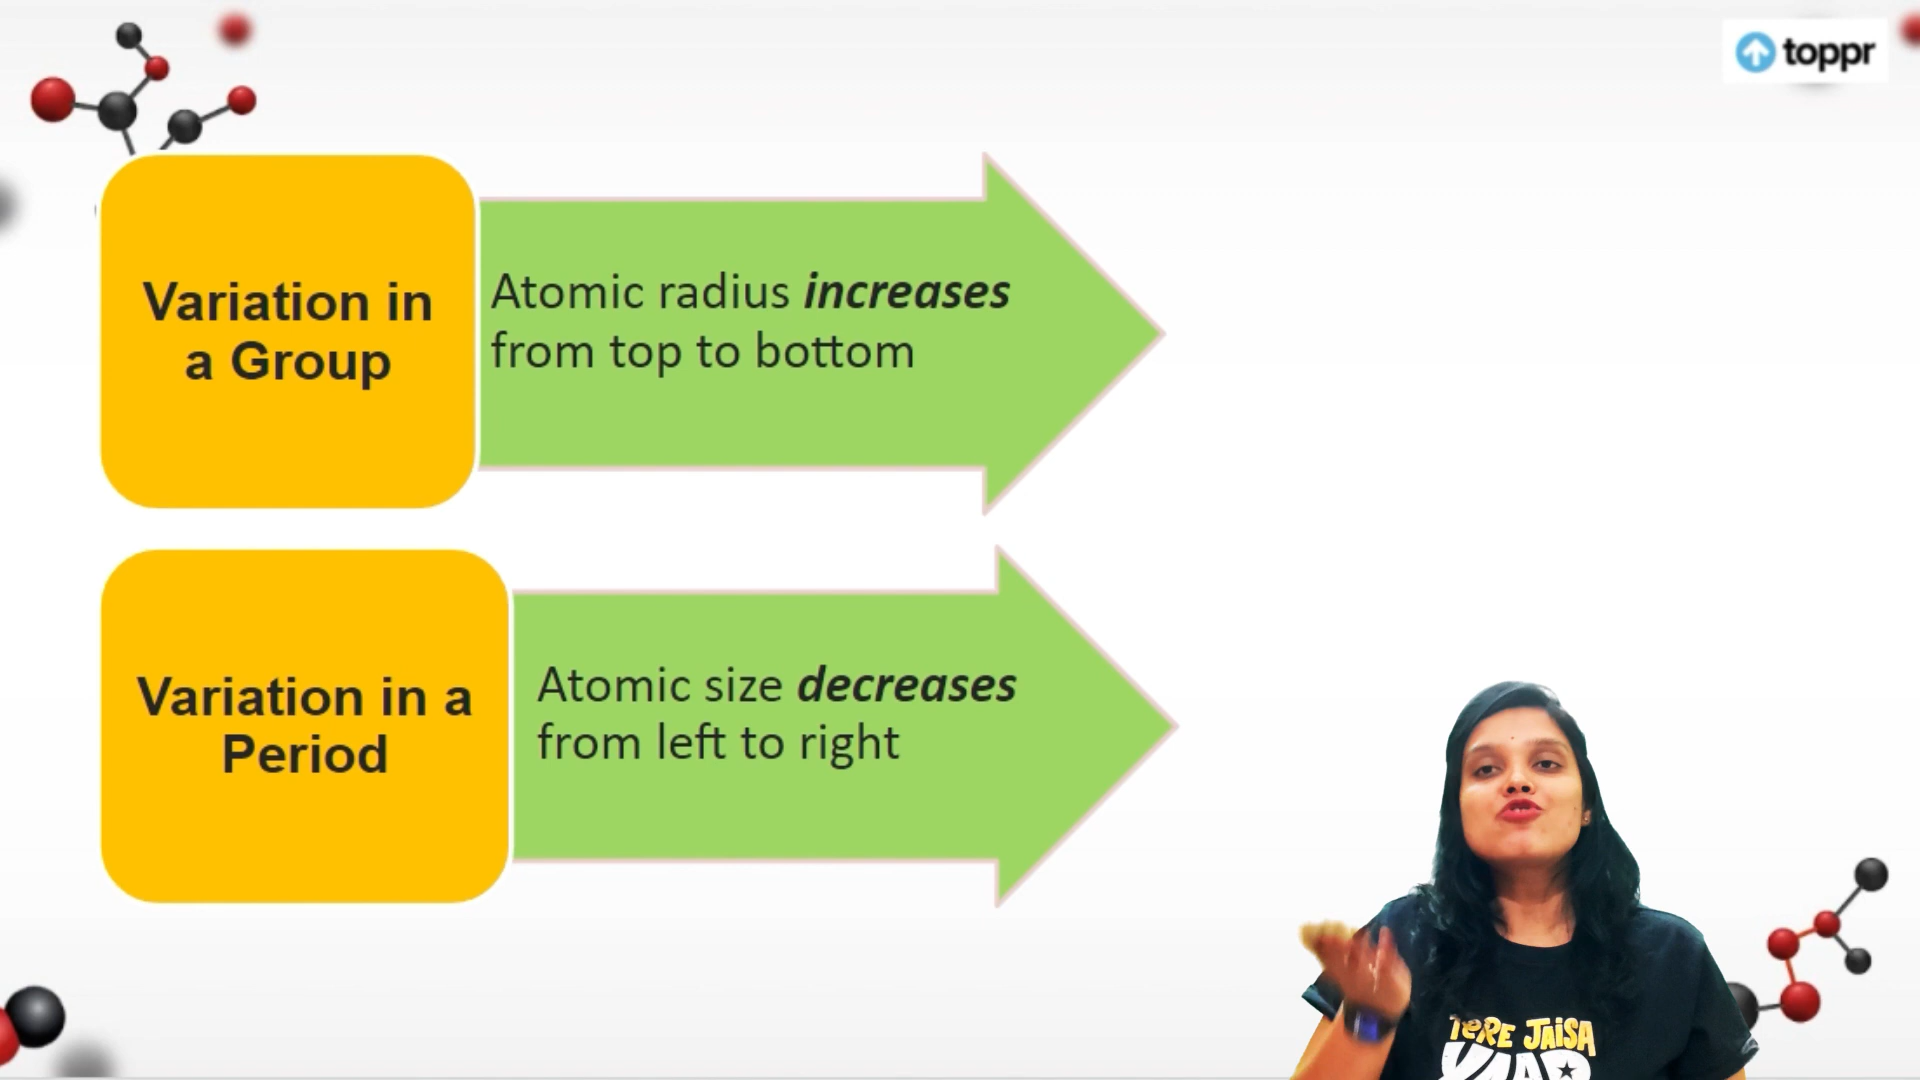 toppr
Variation in
a Group
Atomic radius increases
from top to bottom
Variation in a
Period
Atomic size decreases
from left to right
TERE JAiSA
YAAR